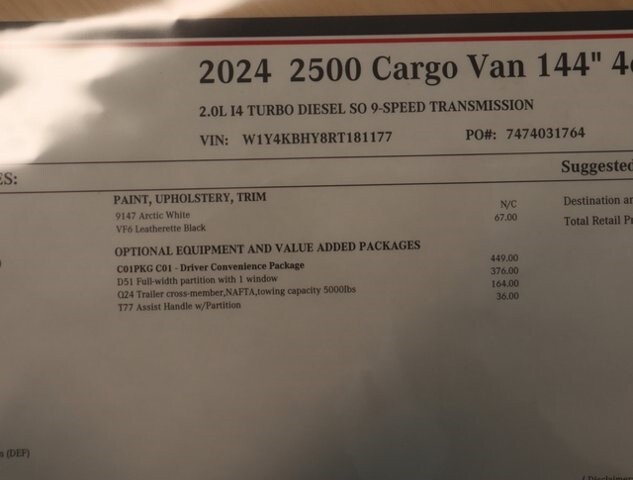 2024 2500 Cargo Van 144" 4
2.0L I4 TURBO DIESEL SO 9-SPEED TRANSMISSION
VIN: W1Y4KBHY8RT181177 PO#: 7474031764
ES: Suggested
PAINT, UPHOLSTERY, TRIM
9147 Arctic White N/C
VF6 Leatherette Black 67.00
Destination an
Total Retail Pr
OPTIONAL EQUIPMENT AND VALUE ADDED PACKAGES
C01PKG C01 - Driver Convenience Package 449.00
D51 Full-width partition with 1 window 376.00
Q24 Trailer cross-member,NAFTA,towing capacity 5000lbs 164.00
T77 Assist Handle w/Partition 36.00
s (DEF)